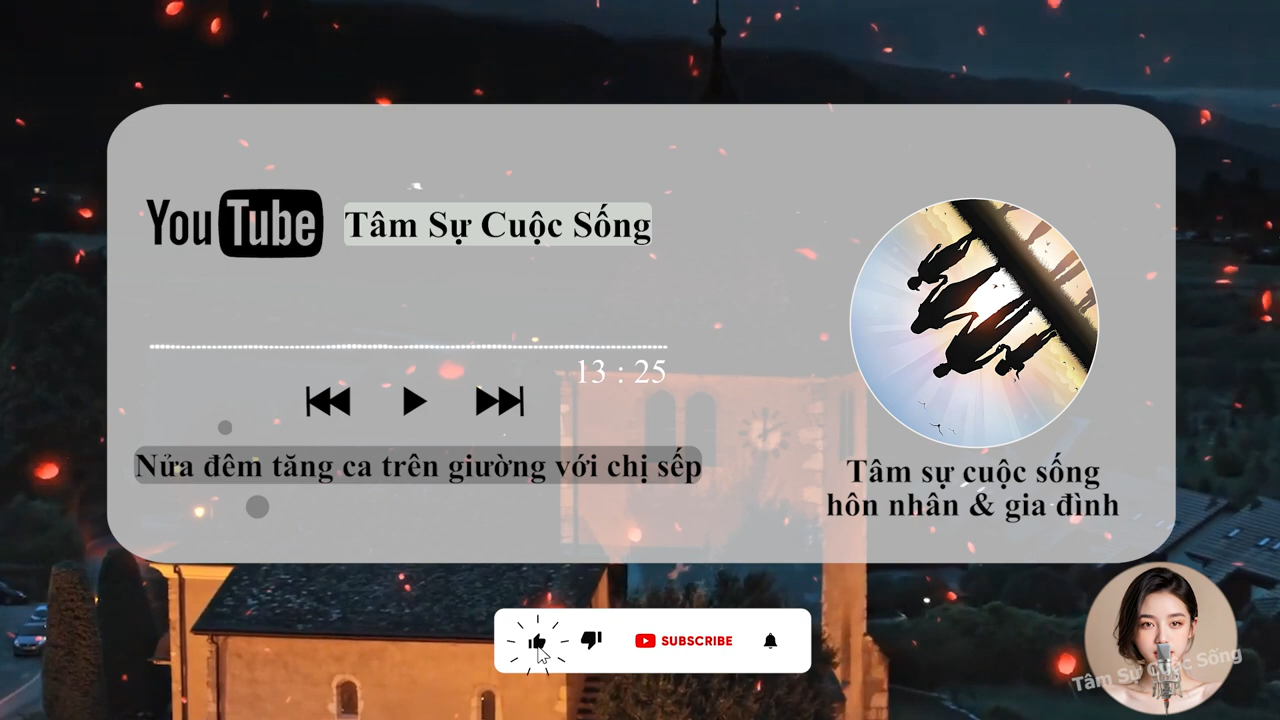 YouTube
Tâm Sự Cuộc Sống
13 : 25
Nửa đêm tăng ca trên giường với chị sếp
Tâm sự cuộc sống
hôn nhân & gia đình
SUBSCRIBE
Tâm Sự Cuộc Sống